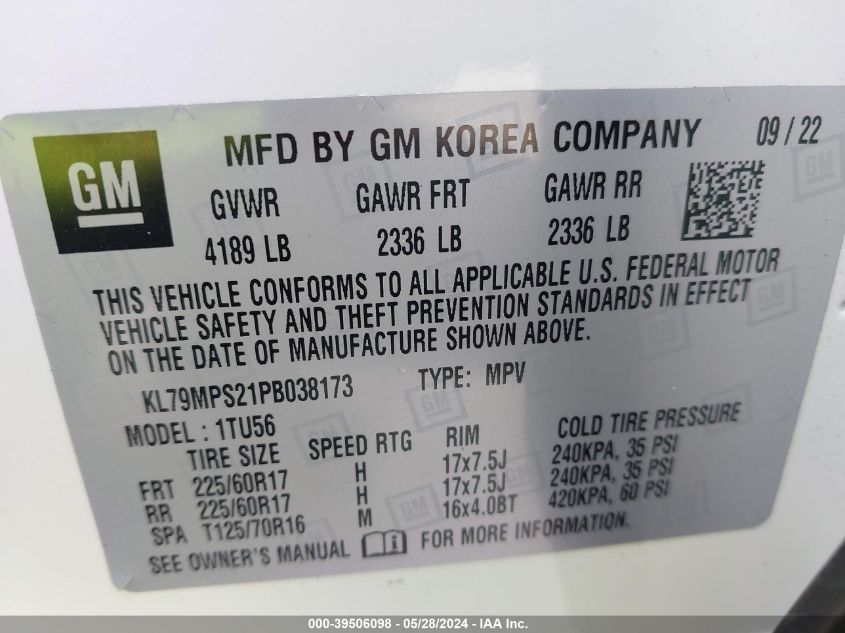 GM
MFD BY GM KOREA COMPANY 09 / 22
GVWR GAWR FRT GAWR RR
4189 LB 2336 LB 2336 LB
THIS VEHICLE CONFORMS TO ALL APPLICABLE U.S. FEDERAL MOTOR
VEHICLE SAFETY AND THEFT PREVENTION STANDARDS IN EFFECT
ON THE DATE OF MANUFACTURE SHOWN ABOVE.
KL79MPS21PB038173 TYPE: MPV
MODEL : 1TU56
TIRE SIZE SPEED RTG RIM COLD TIRE PRESSURE
FRT 225/60R17 H 17x7.5J 240KPA, 35 PSI
RR 225/60R17 H 17x7.5J 240KPA, 35 PSI
SPA T125/70R16 M 16x4.0BT 420KPA, 60 PSI
SEE OWNER'S MANUAL i FOR MORE INFORMATION.
000-39506098 - 05/28/2024 - IAA Inc.